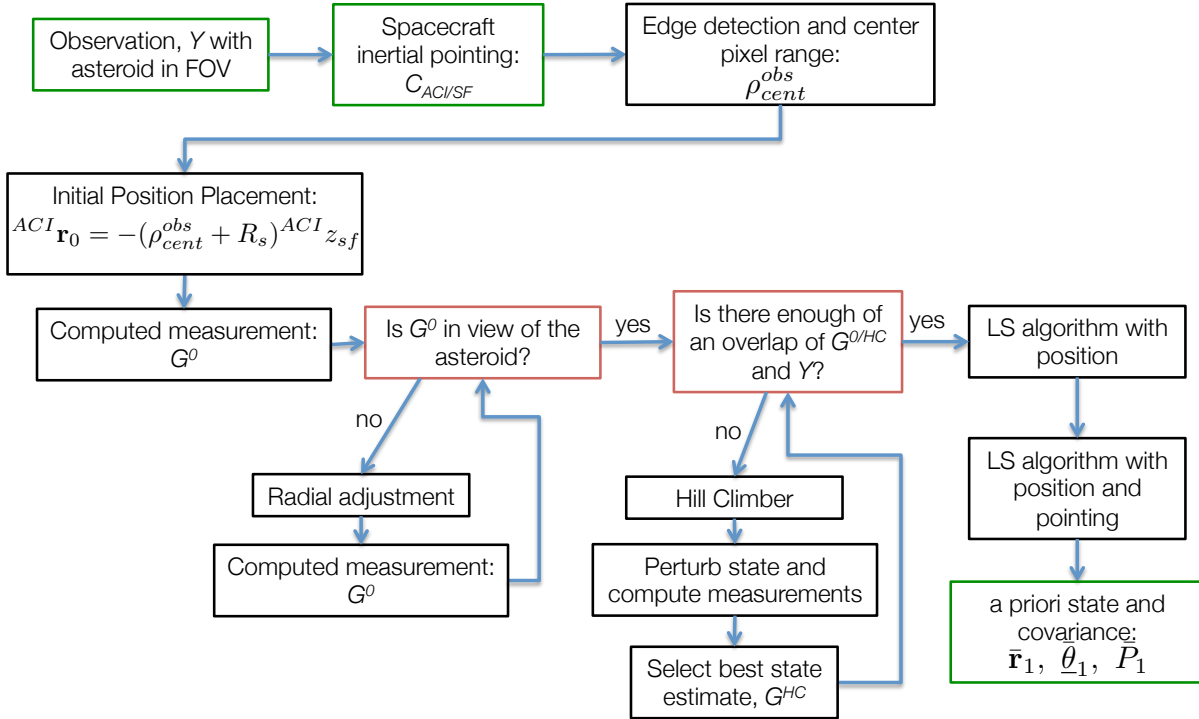 Observation, Y with
asteroid in FOV
Spacecraft
inertial pointing:
C_{ACI/SF}
Edge detection and center
pixel range:
ρ_{cent}^{obs}
Initial Position Placement:
^{ACI}r_0 = −(ρ_{cent}^{obs} + R_s)^{ACI}z_{sf}
Computed measurement:
G^0
Is G^0 in view of the
asteroid?
yes
Is there enough of
an overlap of G^{0/HC}
and Y?
yes
LS algorithm with
position
no
Radial adjustment
Computed measurement:
G^0
no
Hill Climber
Perturb state and
compute measurements
Select best state
estimate, G^{HC}
LS algorithm with
position and
pointing
a priori state and
covariance:
r̄_1, θ̱̄_1, P̄_1